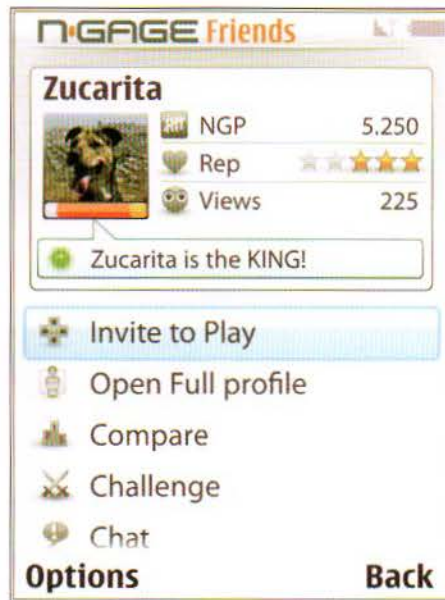 N·GAGE Friends
Zucarita
NGP 5.250
Rep
Views 225
Zucarita is the KING!
Invite to Play
Open Full profile
Compare
Challenge
Chat
Options Back